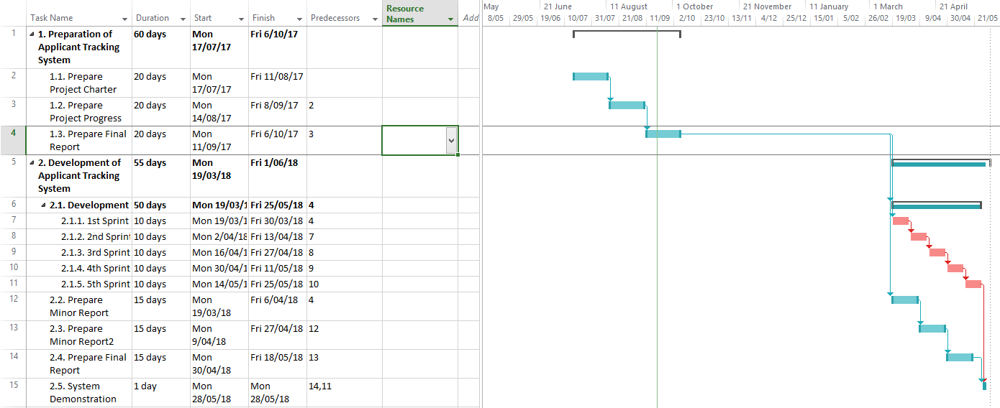 Task Name Duration Start Finish Predecessors Resource Names Add
May 21 June 11 August 1 October 21 November 11 January 1 March 21 April
8/05 29/05 19/06 10/07 31/07 21/08 11/09 2/10 23/10 13/11 4/12 25/12 15/01 5/02 26/02 19/03 9/04 30/04 21/05
1 1. Preparation of 60 days Mon Fri 6/10/17
Applicant Tracking 17/07/17
System
2 1.1. Prepare 20 days Mon Fri 11/08/17
Project Charter 17/07/17
3 1.2. Prepare 20 days Mon Fri 8/09/17 2
Project Progress 14/08/17
4 1.3. Prepare Final 20 days Mon Fri 6/10/17 3
Report 11/09/17
5 2. Development of 55 days Mon Fri 1/06/18
Applicant Tracking 19/03/18
System
6 2.1. Development 50 days Mon 19/03/1 Fri 25/05/18 4
7 2.1.1. 1st Sprint 10 days Mon 19/03/1 Fri 30/03/18 4
8 2.1.2. 2nd Sprint 10 days Mon 2/04/18 Fri 13/04/18 7
9 2.1.3. 3rd Sprint 10 days Mon 16/04/1 Fri 27/04/18 8
10 2.1.4. 4th Sprint 10 days Mon 30/04/1 Fri 11/05/18 9
11 2.1.5. 5th Sprint 10 days Mon 14/05/1 Fri 25/05/18 10
12 2.2. Prepare 15 days Mon Fri 6/04/18 4
Minor Report 19/03/18
13 2.3. Prepare 15 days Mon Fri 27/04/18 12
Minor Report2 9/04/18
14 2.4. Prepare Final 15 days Mon Fri 18/05/18 13
Report 30/04/18
15 2.5. System 1 day Mon Mon 14,11
Demonstration 28/05/18 28/05/18